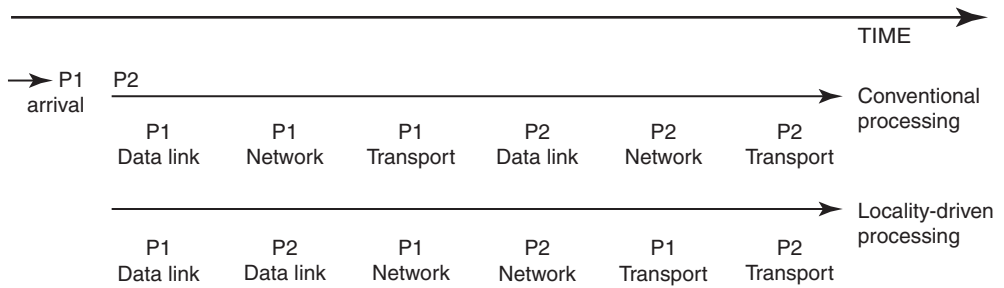 TIME
P1 P2
arrival
Conventional
processing
P1 P1 P1 P2 P2 P2
Data link Network Transport Data link Network Transport
Locality-driven
processing
P1 P2 P1 P2 P1 P2
Data link Data link Network Network Transport Transport